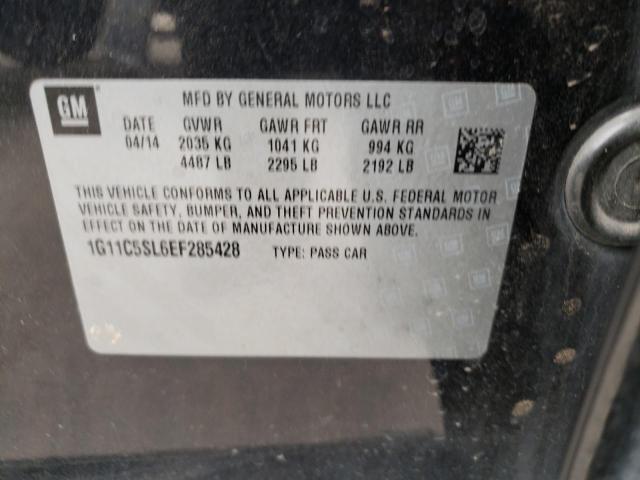 GM
MFD BY GENERAL MOTORS LLC
DATE GVWR GAWR FRT GAWR RR
04/14 2035 KG 1041 KG 994 KG
4487 LB 2295 LB 2192 LB
THIS VEHICLE CONFORMS TO ALL APPLICABLE U.S. FEDERAL MOTOR
VEHICLE SAFETY, BUMPER, AND THEFT PREVENTION STANDARDS IN
EFFECT ON THE DATE OF MANUFACTURE SHOWN ABOVE.
1G11C5SL6EF285428 TYPE: PASS CAR